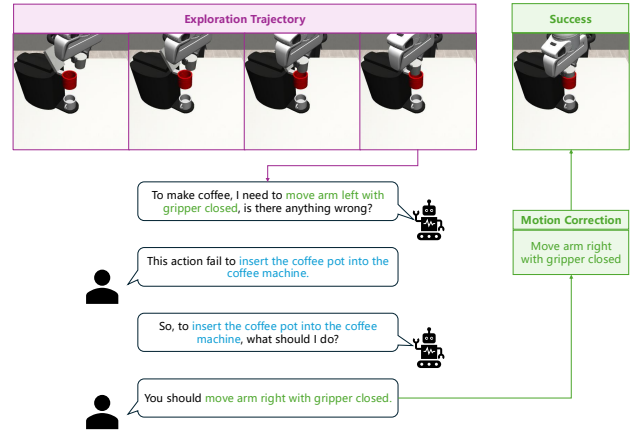 Exploration Trajectory
Success
To make coffee, I need to move arm left with
gripper closed, is there anything wrong?
This action fail to insert the coffee pot into the
coffee machine.
So, to insert the coffee pot into the coffee
machine, what should I do?
You should move arm right with gripper closed.
Motion Correction
Move arm right
with gripper closed